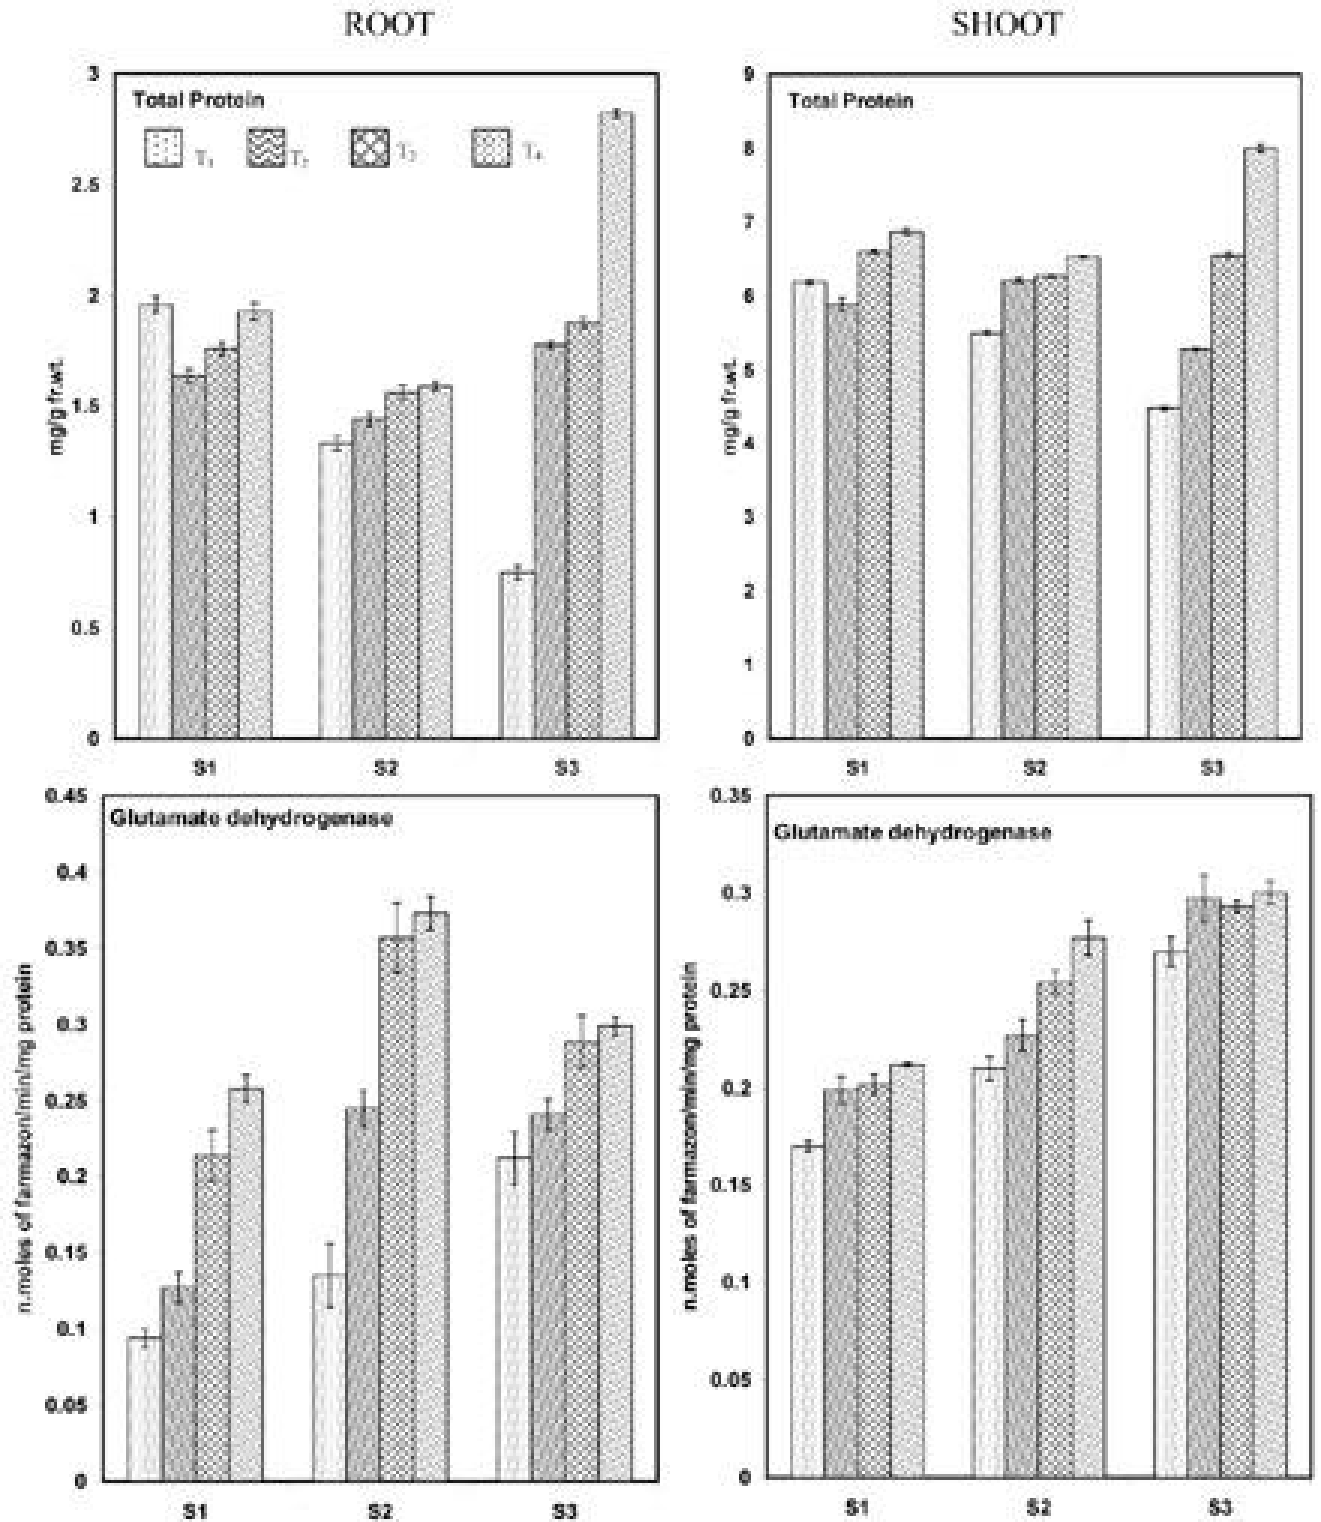 ROOT
SHOOT
Total Protein
T₁ T₂ T₃ T₄
3
2.5
2
1.5
1
0.5
0
mg/g fr.wt.
S1 S2 S3
Total Protein
9
8
7
6
5
4
3
2
1
0
mg/g fr.wt.
S1 S2 S3
Glutamate dehydrogenase
0.45
0.4
0.35
0.3
0.25
0.2
0.15
0.1
0.05
0
n.moles of farmazon/min/mg protein
S1 S2 S3
Glutamate dehydrogenase
0.35
0.3
0.25
0.2
0.15
0.1
0.05
0
n.moles of farmazon/min/mg protein
S1 S2 S3